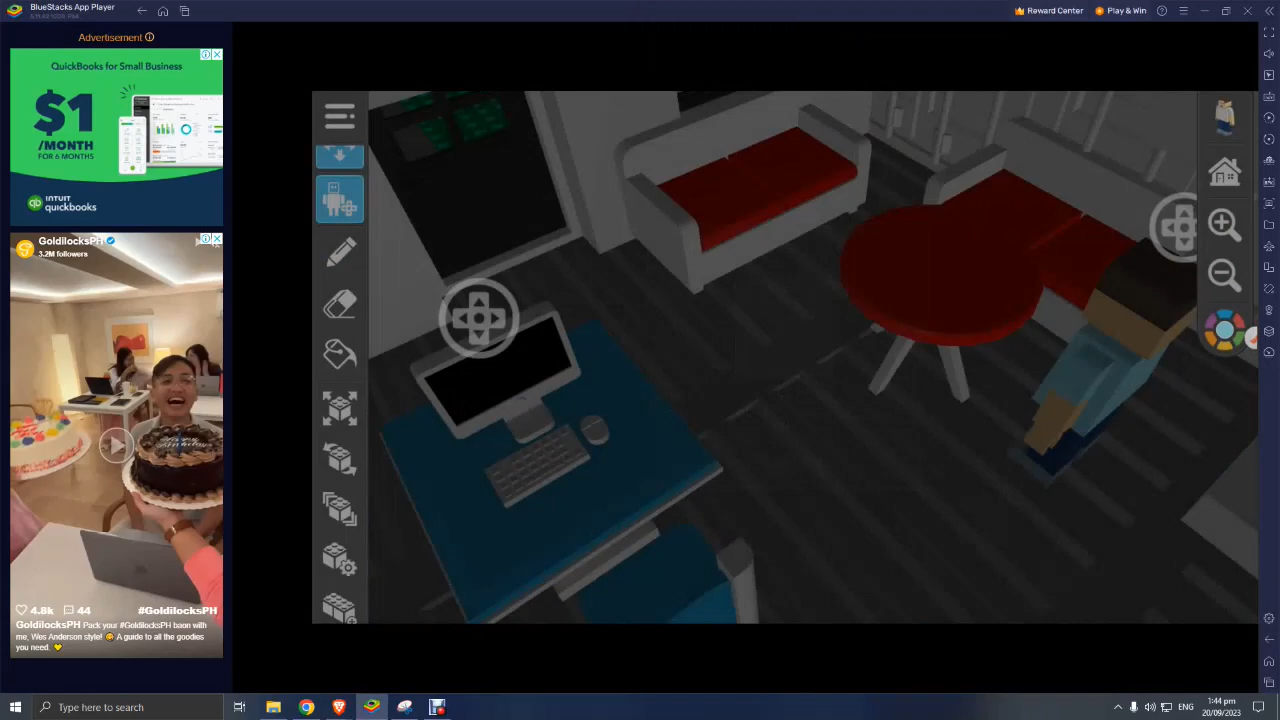 BlueStacks App Player
Reward Center
Play & Win
Advertisement
QuickBooks for Small Business
$1
/MONTH
FOR 6 MONTHS
INTUIT
quickbooks
GoldilocksPH
3.2M followers
4.8k
44
#GoldilocksPH
GoldilocksPH Pack your #GoldilocksPH baon with
me, Wes Anderson style! 😋 A guide to all the goodies
you need. 💛
Type here to search
ENG
1:44 pm
20/09/2023